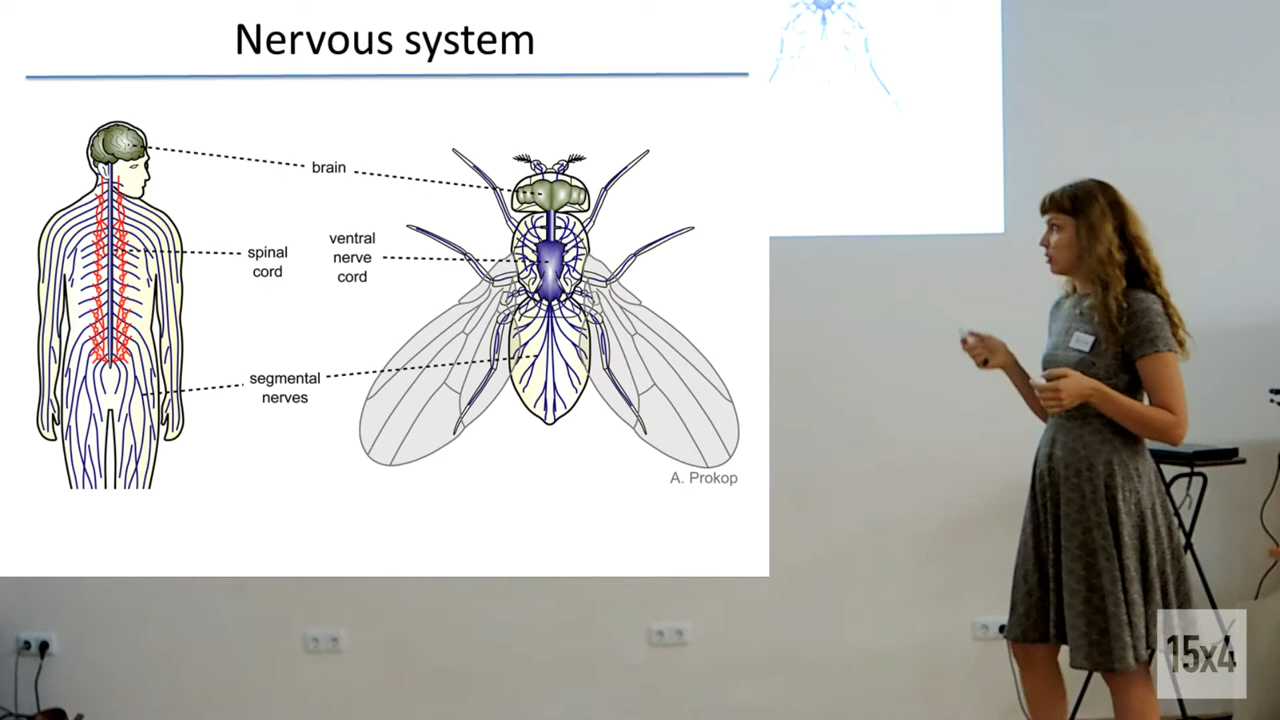 Nervous system
brain
spinal
cord
ventral
nerve
cord
segmental
nerves
A. Prokop
15x4